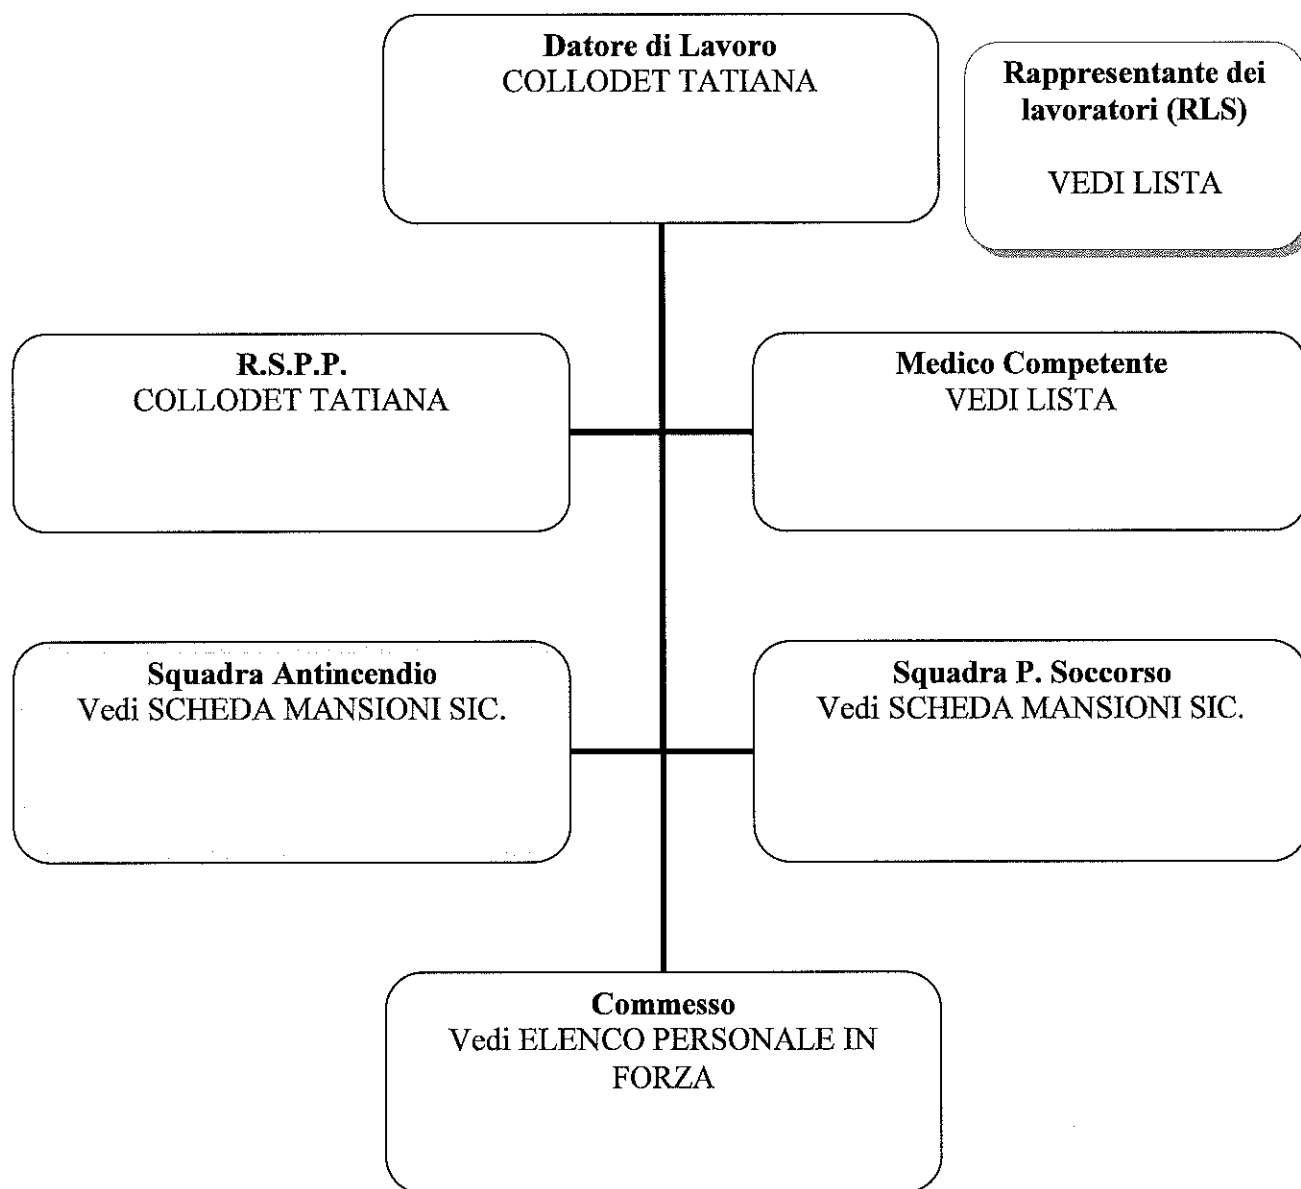 Datore di Lavoro
COLLODET TATIANA
Rappresentante dei
lavoratori (RLS)
VEDI LISTA
R.S.P.P.
COLLODET TATIANA
Medico Competente
VEDI LISTA
Squadra Antincendio
Vedi SCHEDA MANSIONI SIC.
Squadra P. Soccorso
Vedi SCHEDA MANSIONI SIC.
Commesso
Vedi ELENCO PERSONALE IN
FORZA